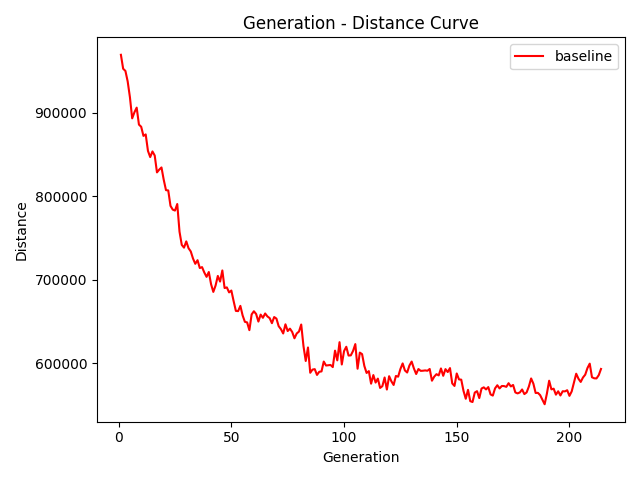 Generation - Distance Curve
baseline
900000
800000
700000
600000
Distance
0 50 100 150 200
Generation